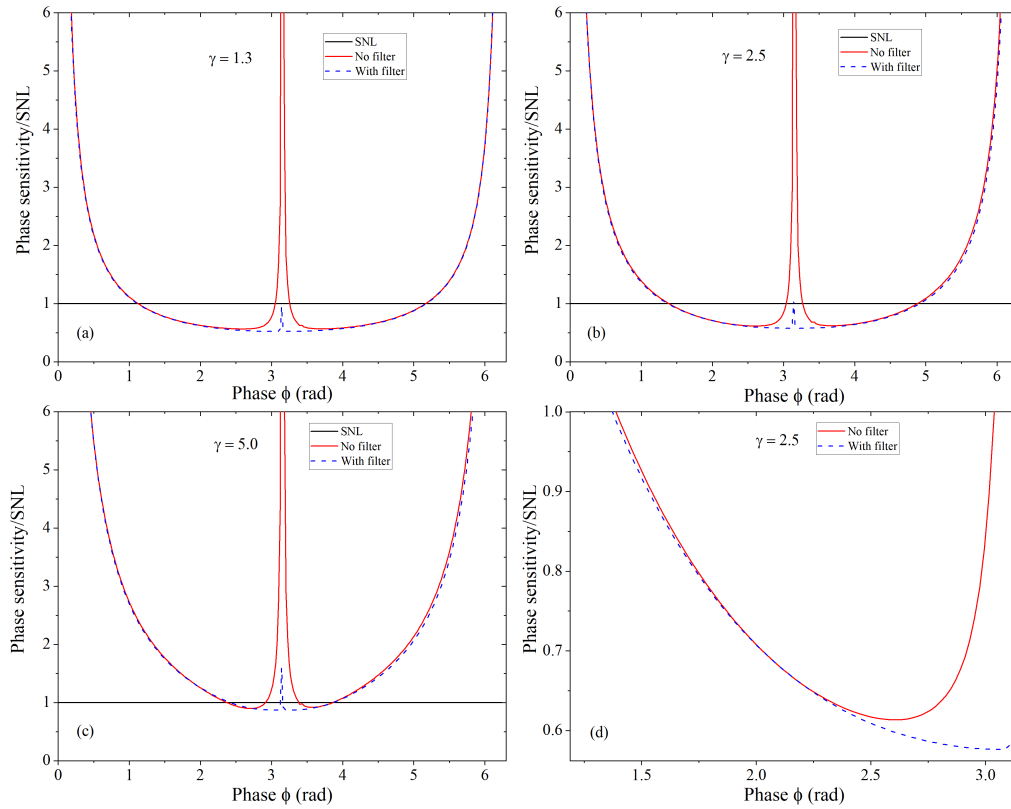 6
5
4
3
2
1
0
Phase sensitivity/SNL
γ = 1.3
SNL
No filter
With filter
(a)
0 1 2 3 4 5 6
Phase ϕ (rad)
6
5
4
3
2
1
0
Phase sensitivity/SNL
γ = 2.5
SNL
No filter
With filter
(b)
0 1 2 3 4 5 6
Phase ϕ (rad)
6
5
4
3
2
1
0
Phase sensitivity/SNL
γ = 5.0
SNL
No filter
With filter
(c)
0 1 2 3 4 5 6
Phase ϕ (rad)
1.0
0.9
0.8
0.7
0.6
Phase sensitivity/SNL
γ = 2.5
No filter
With filter
(d)
1.5 2.0 2.5 3.0
Phase ϕ (rad)